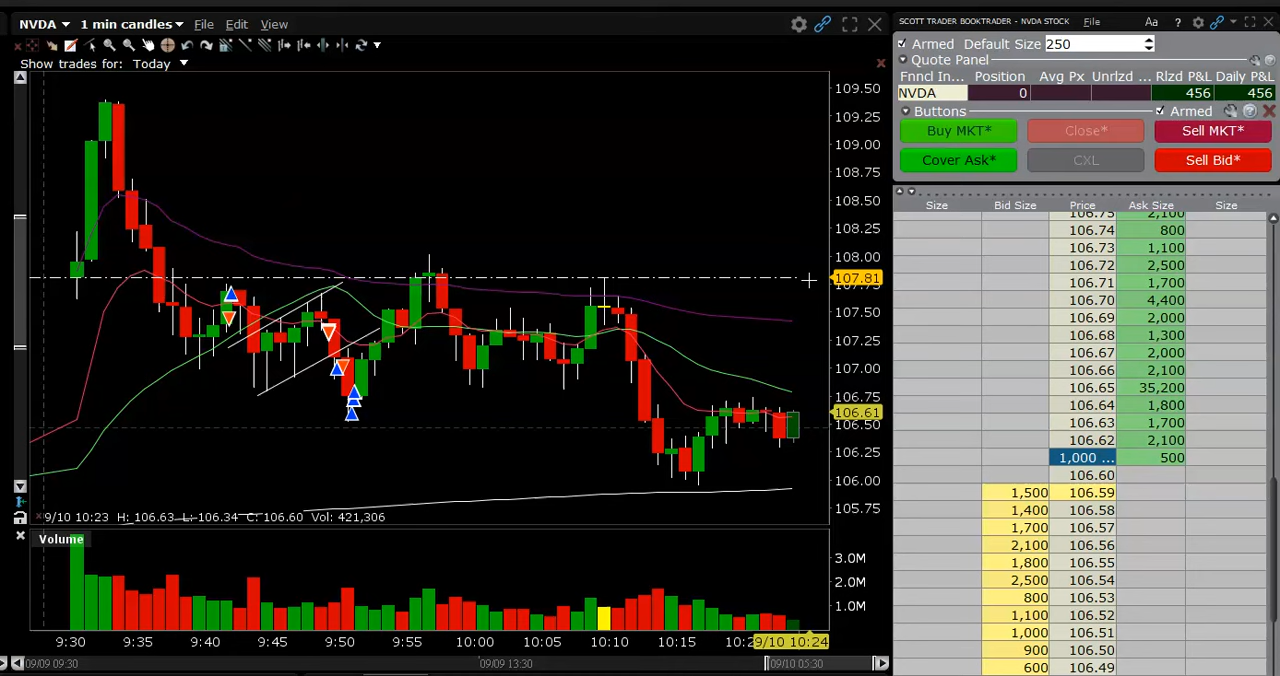 NVDA 1 min candles File Edit View
Show trades for: Today
109.50
109.25
109.00
108.75
108.50
108.25
108.00
107.81
107.50
107.25
107.00
106.75
106.61
106.50
106.25
106.00
105.75
9/10 10:23 H: 106.63 L: 106.34 C: 106.60 Vol: 421,306
Volume
3.0M
2.0M
1.0M
9:30 9:35 9:40 9:45 9:50 9:55 10:00 10:05 10:10 10:15 9/10 10:24
09/09 09:30 09/10 13:30 09/10 05:30
SCOTT TRADER BOOKTRADER - NVDA STOCK File Aa ?
Armed Default Size 250
Quote Panel
Fnncl In... Position Avg Px Unrlzd ... Rlzd P&L Daily P&L
NVDA 0 456 456
Buttons Armed
Buy MKT* Close* Sell MKT*
Cover Ask* CXL Sell Bid*
Size Bid Size Price Ask Size Size
106.75 2,100
106.74 800
106.73 1,100
106.72 2,500
106.71 1,700
106.70 4,400
106.69 2,000
106.68 1,300
106.67 2,000
106.66 2,100
106.65 35,200
106.64 1,800
106.63 1,700
106.62 2,100
1,000 ... 500
106.60
1,500 106.59
1,400 106.58
1,700 106.57
2,100 106.56
1,800 106.55
2,500 106.54
800 106.53
1,100 106.52
1,000 106.51
900 106.50
600 106.49